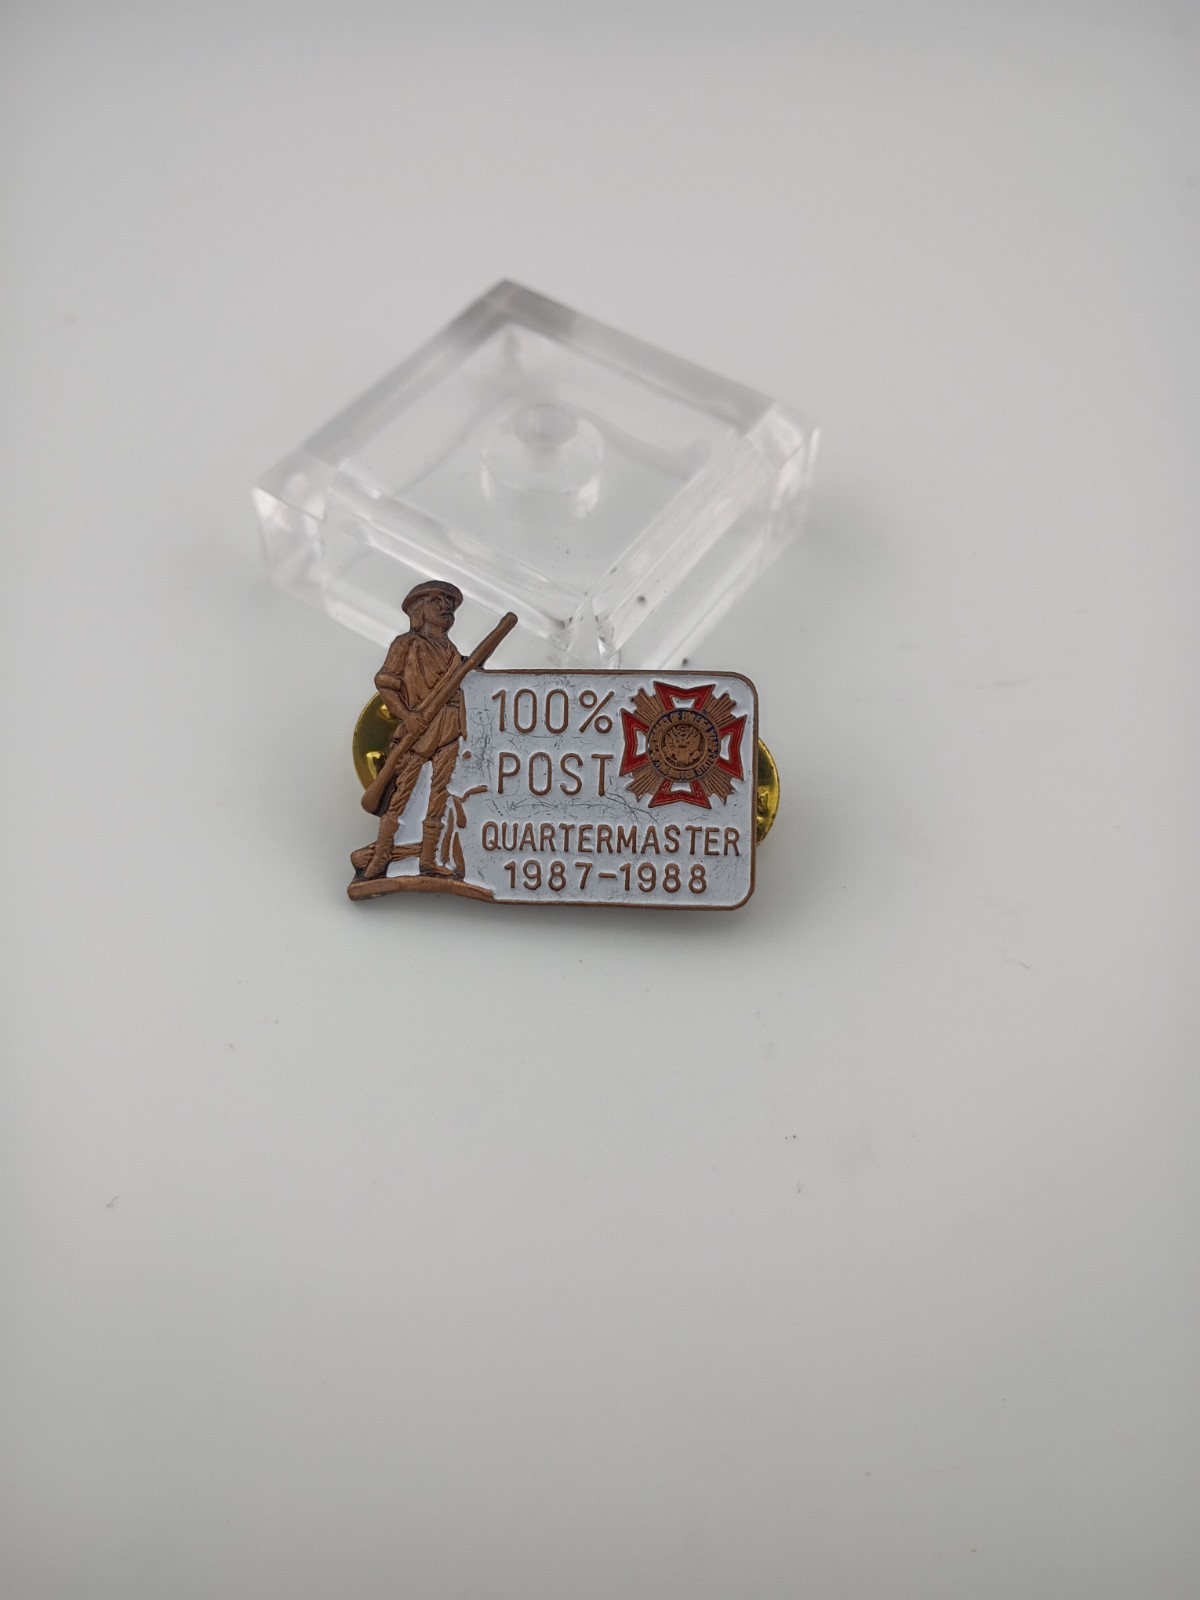 100%
POST
QUARTERMASTER
1987-1988